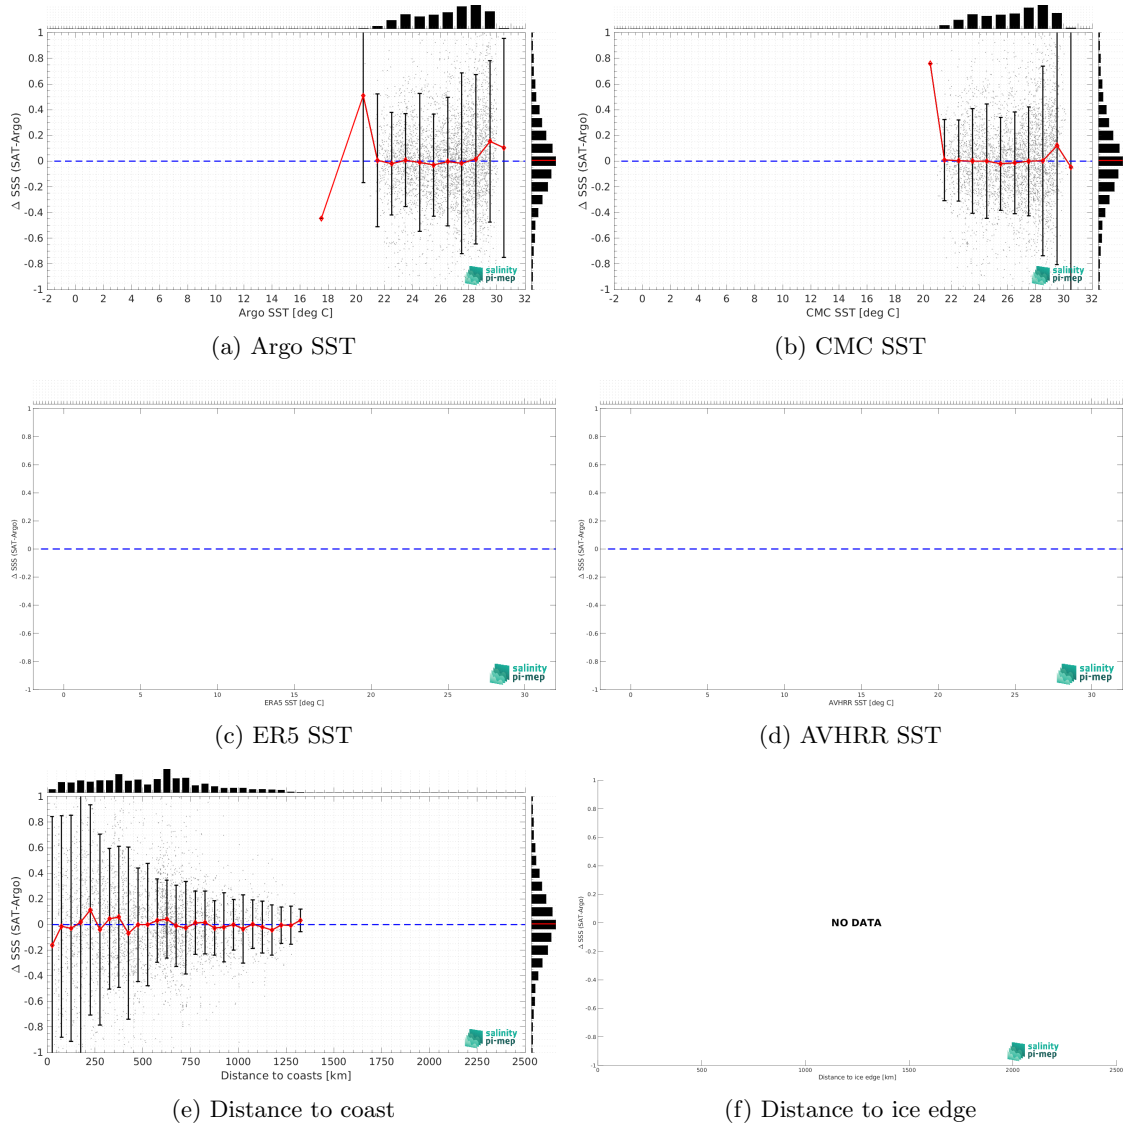 Δ SSS (SAT-Argo)
1
0.8
0.6
0.4
0.2
0
-0.2
-0.4
-0.6
-0.8
-1
-2 0 2 4 6 8 10 12 14 16 18 20 22 24 26 28 30 32
Argo SST [deg C]
salinity
pi-mep
(a) Argo SST
Δ SSS (SAT-Argo)
1
0.8
0.6
0.4
0.2
0
-0.2
-0.4
-0.6
-0.8
-1
-2 0 2 4 6 8 10 12 14 16 18 20 22 24 26 28 30 32
CMC SST [deg C]
salinity
pi-mep
(b) CMC SST
Δ SSS (SAT-Argo)
1
0.8
0.6
0.4
0.2
0
-0.2
-0.4
-0.6
-0.8
-1
0 5 10 15 20 25 30
ERA5 SST [deg C]
salinity
pi-mep
(c) ER5 SST
Δ SSS (SAT-Argo)
1
0.8
0.6
0.4
0.2
0
-0.2
-0.4
-0.6
-0.8
-1
0 5 10 15 20 25 30
AVHRR SST [deg C]
salinity
pi-mep
(d) AVHRR SST
Δ SSS (SAT-Argo)
1
0.8
0.6
0.4
0.2
0
-0.2
-0.4
-0.6
-0.8
-1
0 250 500 750 1000 1250 1500 1750 2000 2250 2500
Distance to coasts [km]
salinity
pi-mep
(e) Distance to coast
Δ SSS (SAT-Argo)
1
0.8
0.6
0.4
0.2
0
-0.2
-0.4
-0.6
-0.8
-1
NO DATA
0 500 1000 1500 2000 2500
Distance to ice edge [km]
salinity
pi-mep
(f) Distance to ice edge